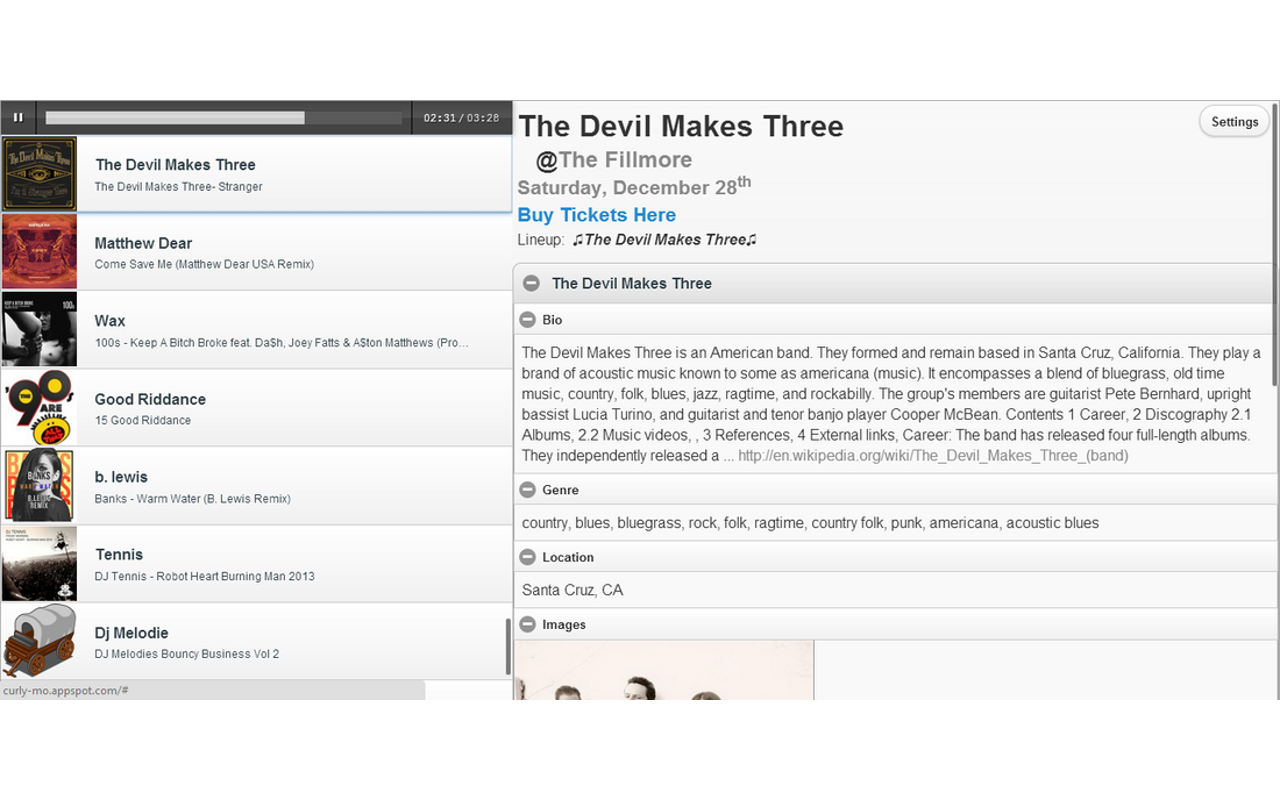 02:31 / 03:28
The Devil Makes Three
The Devil Makes Three- Stranger
Matthew Dear
Come Save Me (Matthew Dear USA Remix)
Wax
100s - Keep A Bitch Broke feat. Da$h, Joey Fatts & A$ton Matthews (Pro...
Good Riddance
15 Good Riddance
b. lewis
Banks - Warm Water (B. Lewis Remix)
Tennis
DJ Tennis - Robot Heart Burning Man 2013
Dj Melodie
DJ Melodies Bouncy Business Vol 2
curly-mo.appspot.com/#
The Devil Makes Three
Settings
@The Fillmore
Saturday, December 28th
Buy Tickets Here
Lineup: ♫The Devil Makes Three♫
The Devil Makes Three
Bio
The Devil Makes Three is an American band. They formed and remain based in Santa Cruz, California. They play a
brand of acoustic music known to some as americana (music). It encompasses a blend of bluegrass, old time
music, country, folk, blues, jazz, ragtime, and rockabilly. The group's members are guitarist Pete Bernhard, upright
bassist Lucia Turino, and guitarist and tenor banjo player Cooper McBean. Contents 1 Career, 2 Discography 2.1
Albums, 2.2 Music videos, , 3 References, 4 External links, Career: The band has released four full-length albums.
They independently released a ... http://en.wikipedia.org/wiki/The_Devil_Makes_Three_(band)
Genre
country, blues, bluegrass, rock, folk, ragtime, country folk, punk, americana, acoustic blues
Location
Santa Cruz, CA
Images